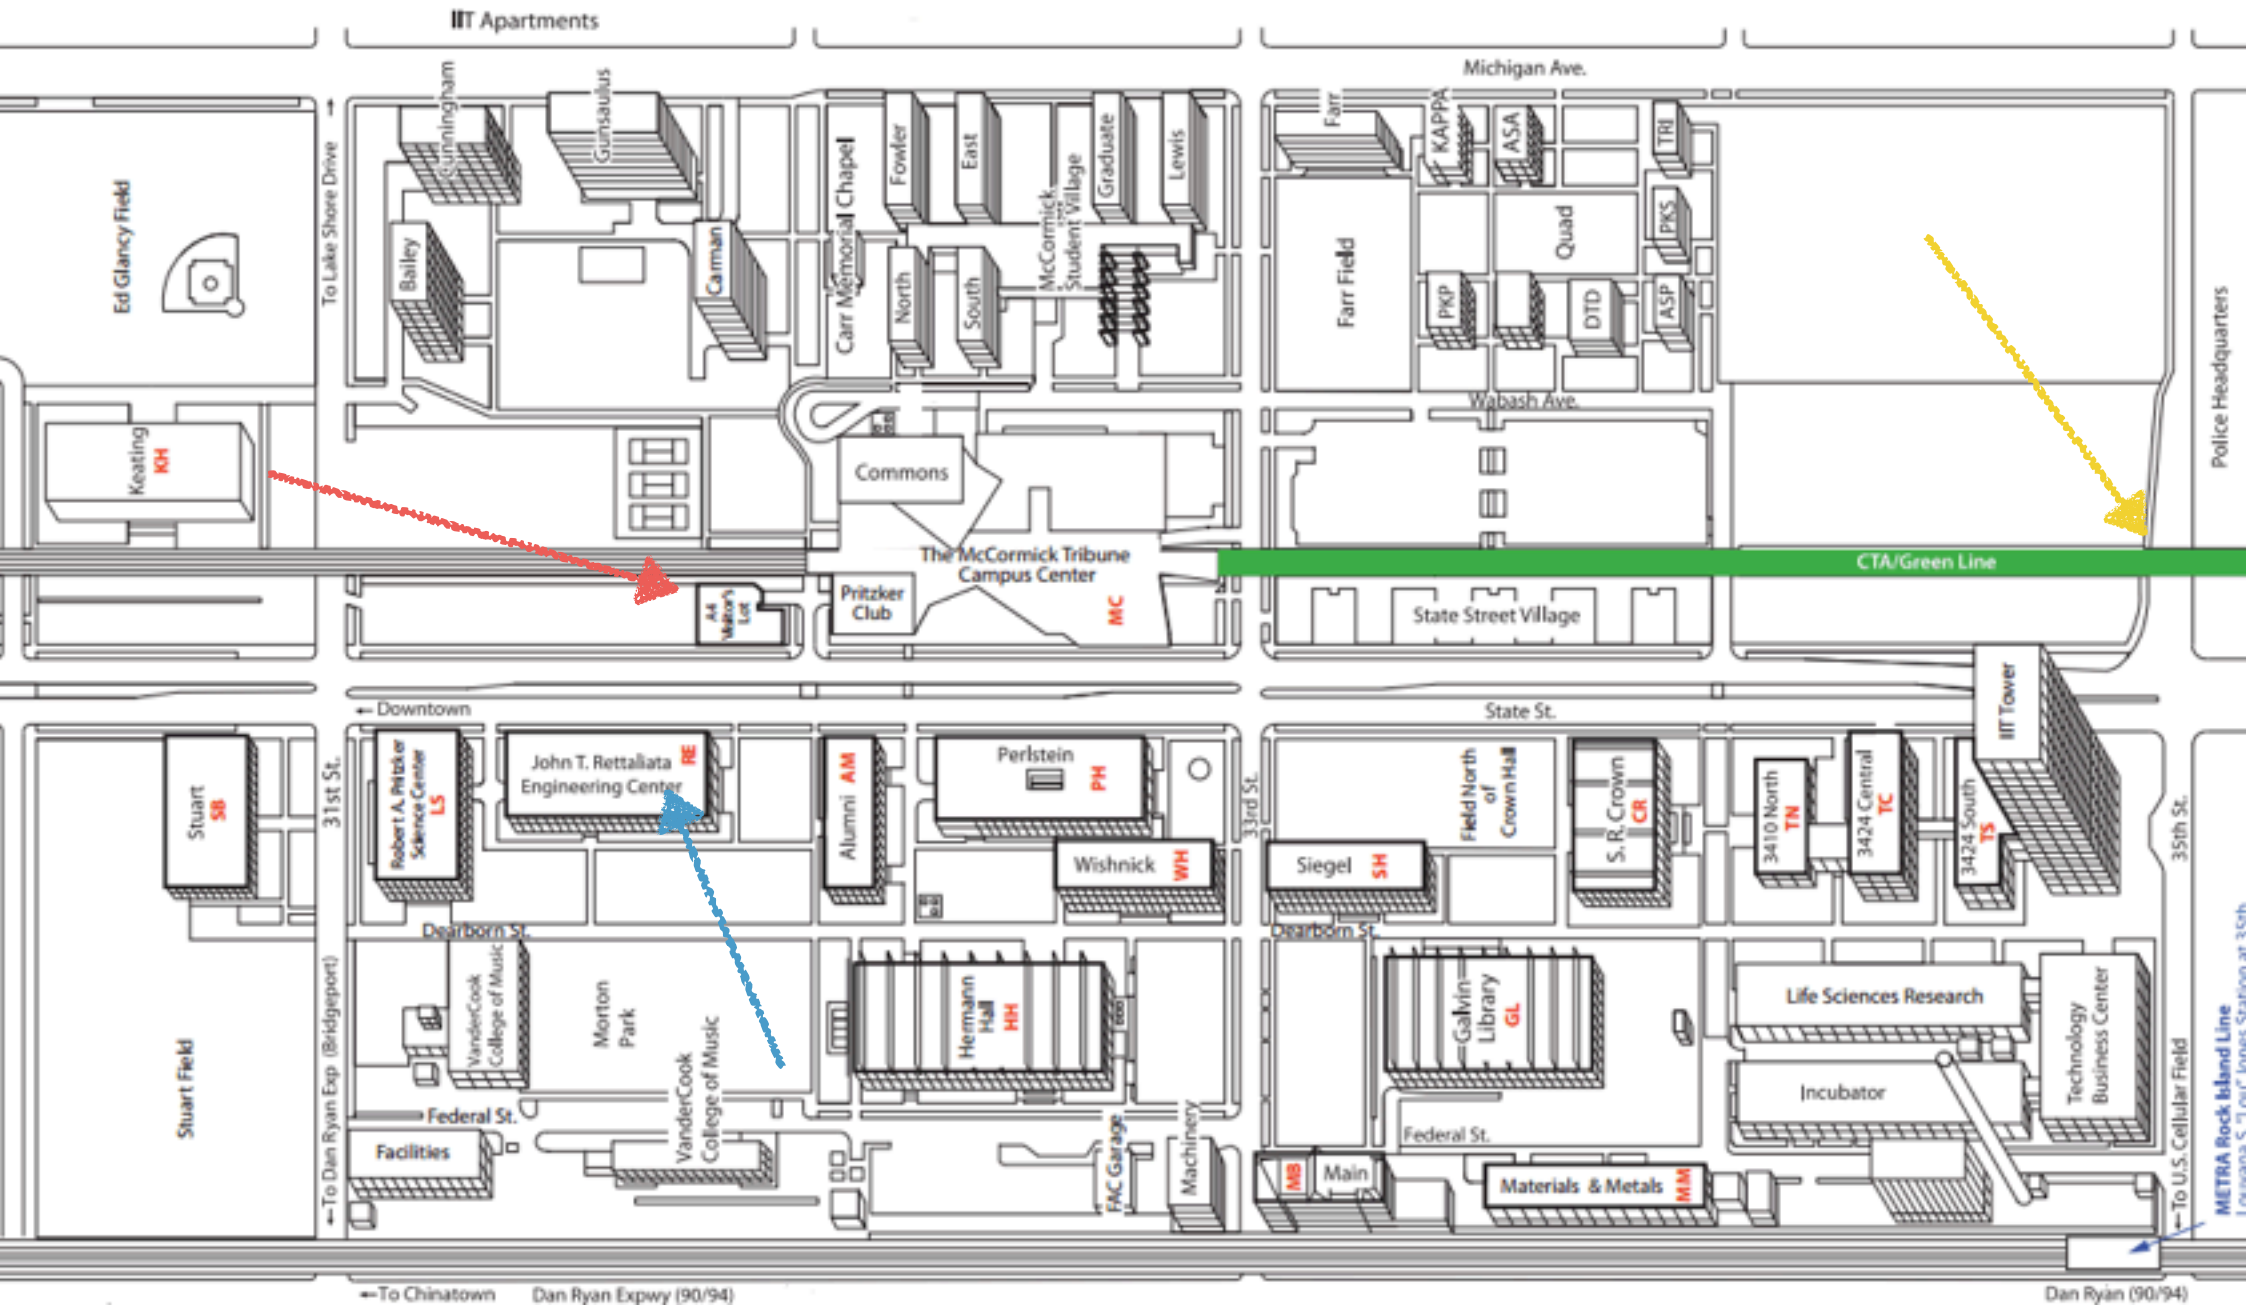 IIT Apartments
Michigan Ave.
Cunningham
Gunsaulus
Ed Glancy Field
To Lake Shore Drive →
Bailey
Carman
Carr Memorial Chapel
Fowler
East
McCormick
Student Village
Graduate
Lewis
North
South
Farr
KAPPA
ASA
TRI
Farr Field
Quad
PKS
PKP
DTD
ASP
Police Headquarters
Wabash Ave.
Keating
KH
Commons
The McCormick Tribune
Campus Center
CTA/Green Line
A4
Visitor's
Lot
Pritzker
Club
MC
State Street Village
← Downtown
State St.
IIT Tower
Stuart
SB
31st St.
Robert A. Pritzker
Science Center
LS
John T. Rettaliata
Engineering Center
RE
Alumni AM
Perlstein
PH
Wishnick
WH
33rd St.
Siegel
SH
Field North
of
Crown Hall
S. R. Crown
CR
3410 North
TN
3424 Central
TC
3424 South
TS
35th St.
Dearborn St.
Dearborn St.
Stuart Field
←To Dan Ryan Exp (Bridgeport)
VanderCook
College of Music
Morton
Park
Hermann
Hall
HH
Galvin
Library
GL
Life Sciences Research
Incubator
Technology
Business Center
←To U.S. Cellular Field
METRA Rock Island Line
Federal St.
Facilities
VanderCook
College of Music
FAC Garage
Machinery
Federal St.
MB
Main
Materials & Metals
MM
←To Chinatown
Dan Ryan Expwy (90/94)
Dan Ryan (90/94)